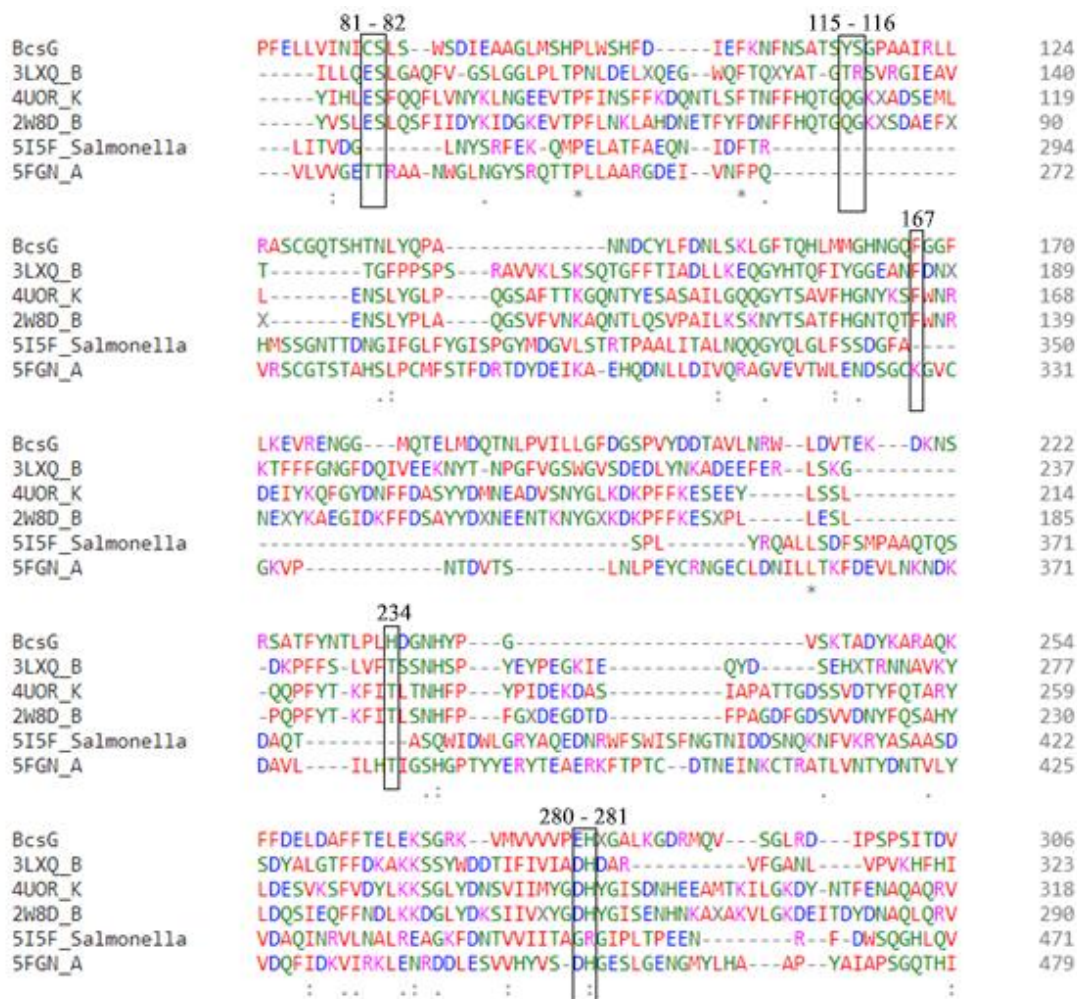 81 - 82 115 - 116
BcsG PFELLVINICSLS--WSDIEAAGLMSHPLWSHFD-----IEFKNFNSATSYSGPAAIRLL 124
3LXQ_B ----ILLQESLGAQFV-GSLGGLPLTPNLDELXQEG--WQFTQXYAT-GTRSVRGIEAV 140
4UOR_K ----YIHLESFQQFLVNYKLNGEEVTPFINSFFKDQNTLSFTNFFHQTGQGKXADSEML 119
2W8D_B ----YVSLESLQSFIIDYKIDGKEVTPFLNKLAHDNETFYFDNFFHQTGQGKXSDAEFX 90
5I5F_Salmonella --LITVDG-------LNYSRFEK-QMPELATFAEQN--IDFTR---------------- 294
5FGN_A --VLVVGETTRAA-NWGLNGYSRQTTPLLAARGDEI--VNFPQ---------------- 272
: . * * .
167
BcsG RASCGQTSHTNLYQPA-----------NNDCYLFDNLSKLGFTQHLMMGHNGQFGGF 170
3LXQ_B T--------TGFPPSPS---RAVVKLSKSQTGFFTIADLLKEQGYHTQFIYGGEANFDNX 189
4UOR_K L--------ENSLYGLP---QGSAFTTKGQNTYESASAILGQQGYTSAVFHGNYKSFWNR 168
2W8D_B X--------ENSLYPLA---QGSVFVNKAQNTLQSVPAILKSKNYTSATFHGNTQTFWNR 139
5I5F_Salmonella HMSSGNTTDNGIFGLFYGISPGYMDGVLSTRTPAALITALNQQGYQLGLFSSDGFA---- 350
5FGN_A VRSCGTSTAHSLPCMFSTFDRTDYDEIKA-EHQDNLLDIVQRAGVEVTWLENDSGCKGVC 331
.: : . : .
BcsG LKEVRENGG---MQTELMDQTNLPVILLGFDGSPVYDDTAVLNRW--LDVTEK---DKNS 222
3LXQ_B KTFFFGNGFDQIVEEKNYT-NPGFVGSWGVSDEDLYNKADEEFER--LSKG--------- 237
4UOR_K DEIYKQFGYDNFFDASYYDMNEADVSNYGLKDKPFFKESEEY-----LSSL--------- 214
2W8D_B NEXYKAEGIDKFFDSAYYDXNEENTKNYGXKDKPFFKESXPL-----LESL--------- 185
5I5F_Salmonella -------------------------------SPL------YRQALLSDFSMPAAQTQS 371
5FGN_A GKVP-----------NTDVTS------LNLPEYCRNGECLDNILLTKFDEVLNKNDK 371
*
234
BcsG RSATFYNTLPLHDGNHYP---G-----------------VSKTADYKARAQK 254
3LXQ_B -DKPFFS-LVFTSSNHSP---YEYPEGKIE-------QYD----SEHXTRNNAVKY 277
4UOR_K -QQPFYT-KFITLTNHFP---YPIDEKDAS-------IAPATTGDSSVDTYFQTARY 259
2W8D_B -PQPFYT-KFITLSNHFP---FGXDEGDTD-------FPAGDFGDSVVDNYFQSAHY 230
5I5F_Salmonella DAQT--------ASQWIDWLGRYAQEDNRWFSWISFNGTNIDDSNQKNFVKRYASAASD 422
5FGN_A DAVL----ILHTIGSHGPTYYERYTEAERKFTPTC--DTNEINKCTRATLVNTYDNTVLY 425
.: . .
280 - 281
BcsG FFDELDAFFTELEKSGRK--VMVVVVPEHXGALKGDRMQV---SGLRD---IPSPSITDV 306
3LXQ_B SDYALGTFFDKAKKSSYWDDTIFIVIADHDAR--------VFGANL----VPVKHFHI 323
4UOR_K LDESVKSFVDYLKKSGLYDNSVIIMYGDHYGISDNHEEAMTKILGKDY-NTFENAQAQRV 318
2W8D_B LDQSIEQFFNDLKKDGLYDKSIIVXYGDHYGISENHNKAXAKVLGKDEITDYDNAQLQRV 290
5I5F_Salmonella VDAQINRVLNALREAGKFDNTVVIITAGRGIPLTPEEN---------R--F-DWSQGHLQV 471
5FGN_A VDQFIDKVIRKLENRDDLESVVHYVS-DHGESLGENGMYLHA---AP--YAIAPSGQTHI 479
: .. .: . : :. :